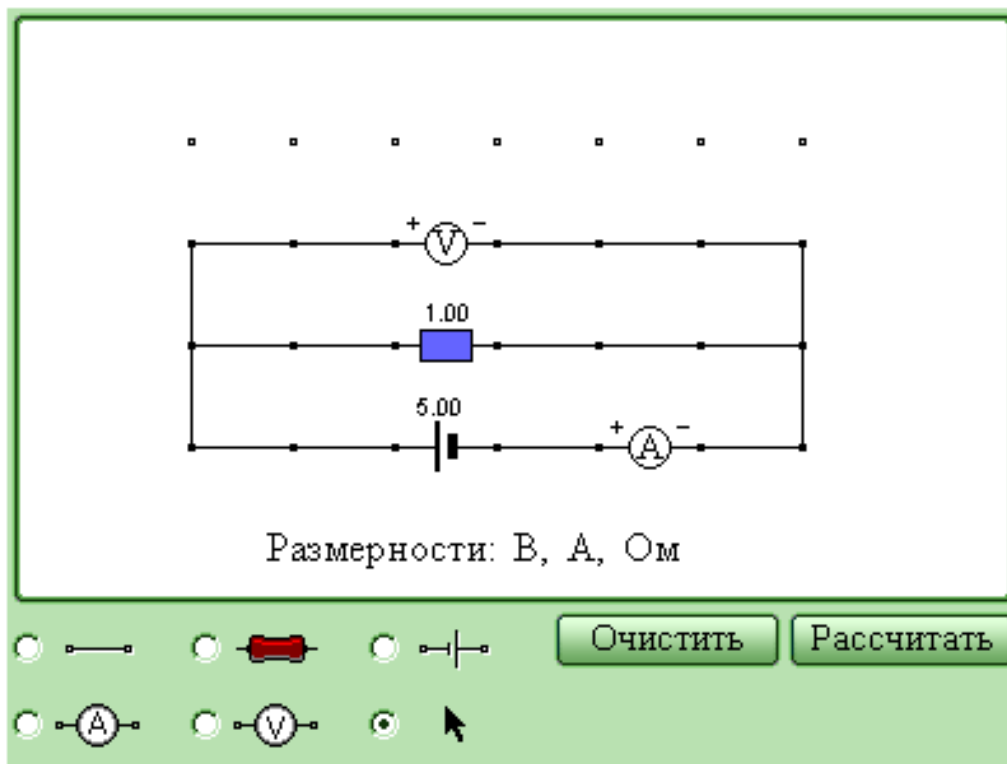 + V −
1.00
5.00
+ A −
Размерности: В, А, Ом
Очистить Рассчитать
A V